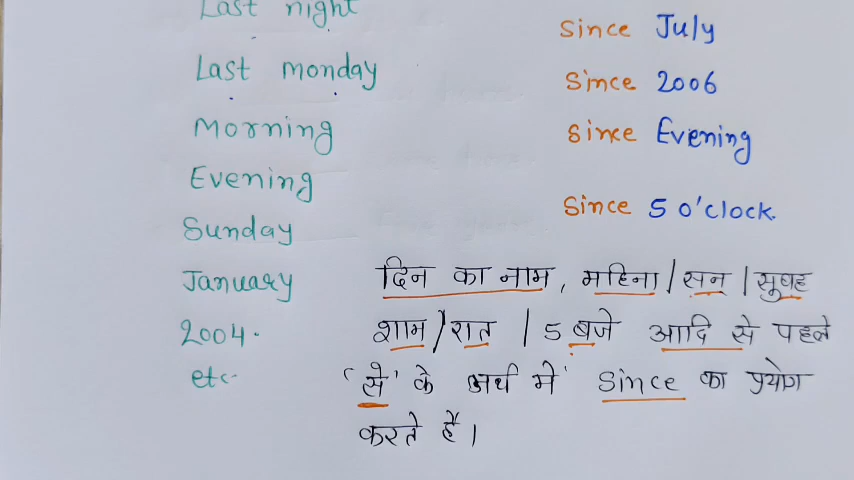 Last night
Last monday
Morning
Evening
Sunday
January
2004.
etc
Since July
Since 2006
Since Evening
Since 5 o'clock.
दिन का नाम, महिना / सन् / सुबह
शाम / रात / 5 बजे आदि से पहले
'से' के अर्थ में Since का प्रयोग
करते हैं।